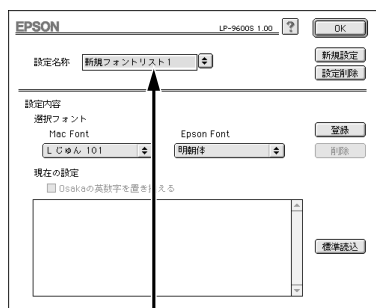 EPSON LP-9600S 1.00 ? OK
設定名称 新規フォントリスト1 新規設定
設定削除
設定内容
選択フォント
Mac Font Epson Font 登録
Lじゅん 101 明朝体 削除
現在の設定
Osakaの英数字を置き換える
標準読込